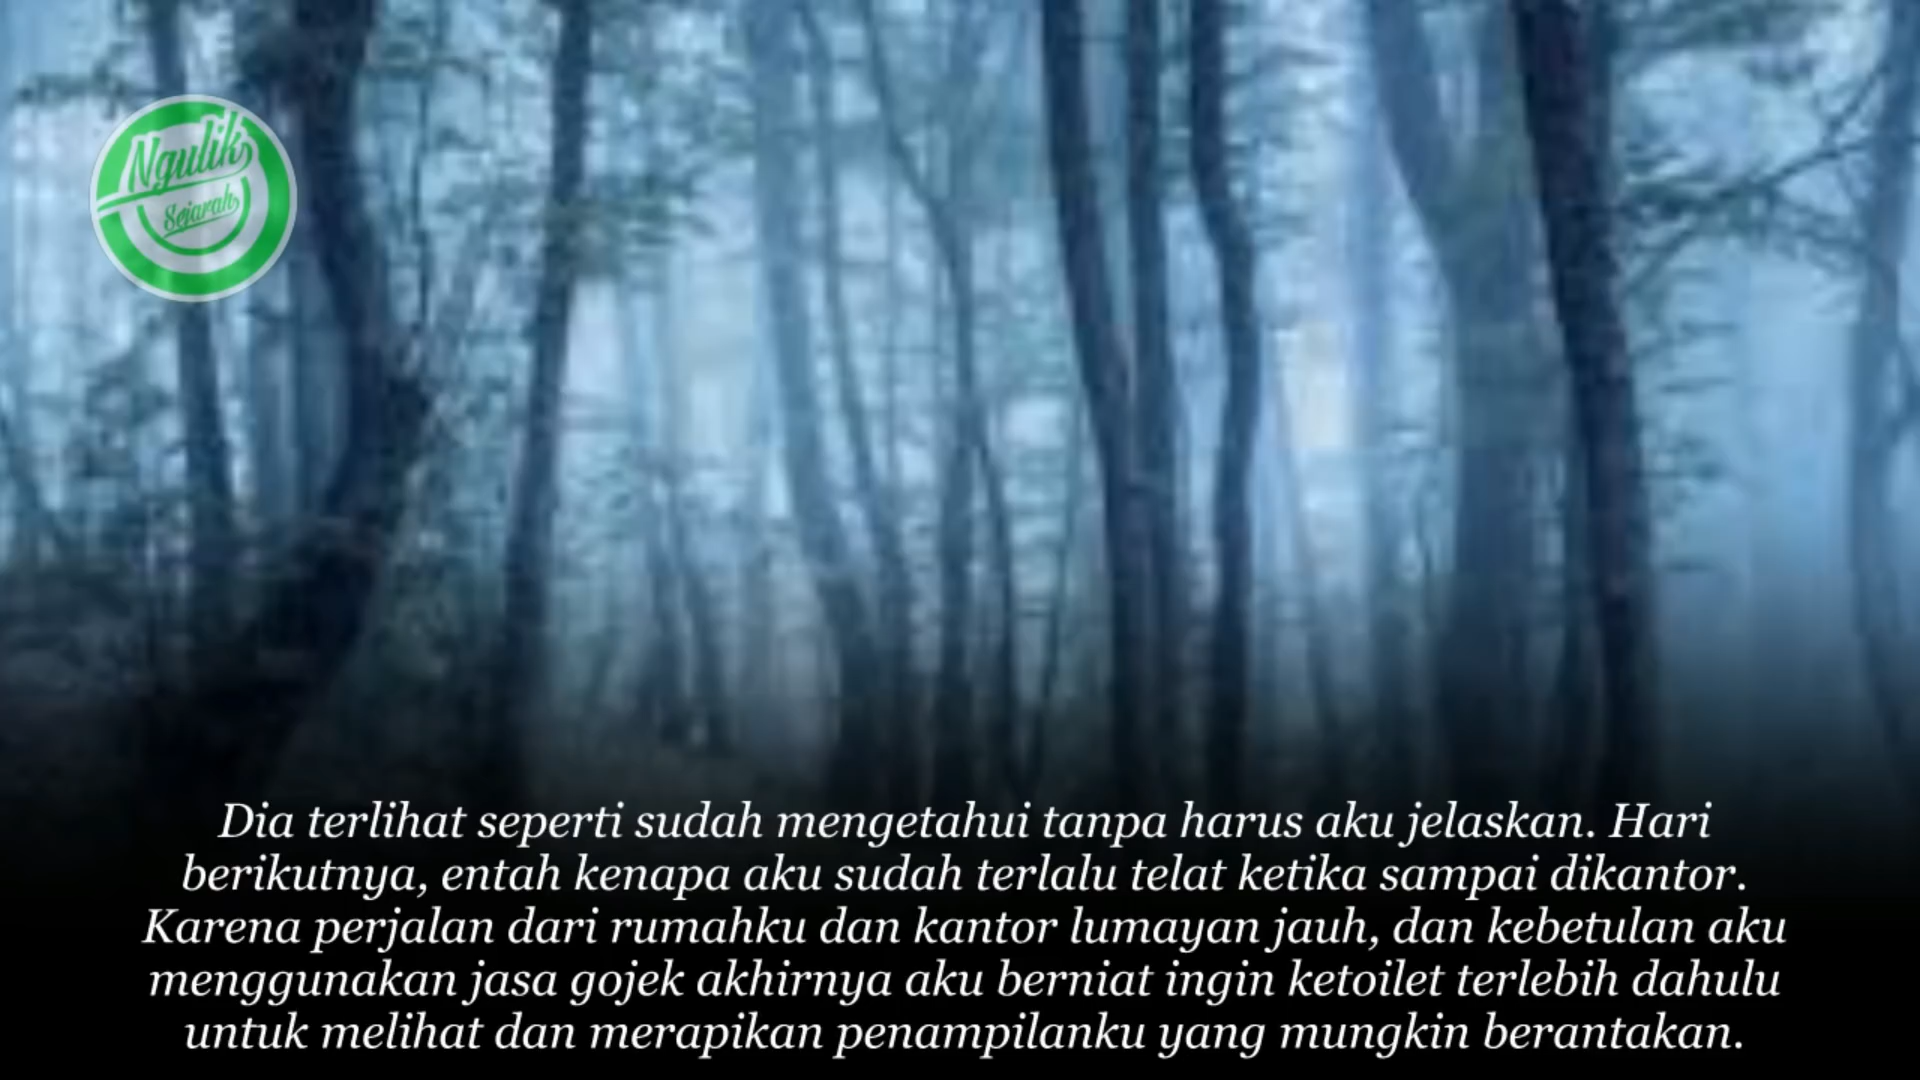 Ngulik
Sejarah
Dia terlihat seperti sudah mengetahui tanpa harus aku jelaskan. Hari
berikutnya, entah kenapa aku sudah terlalu telat ketika sampai dikantor.
Karena perjalan dari rumahku dan kantor lumayan jauh, dan kebetulan aku
menggunakan jasa gojek akhirnya aku berniat ingin ketoilet terlebih dahulu
untuk melihat dan merapikan penampilanku yang mungkin berantakan.